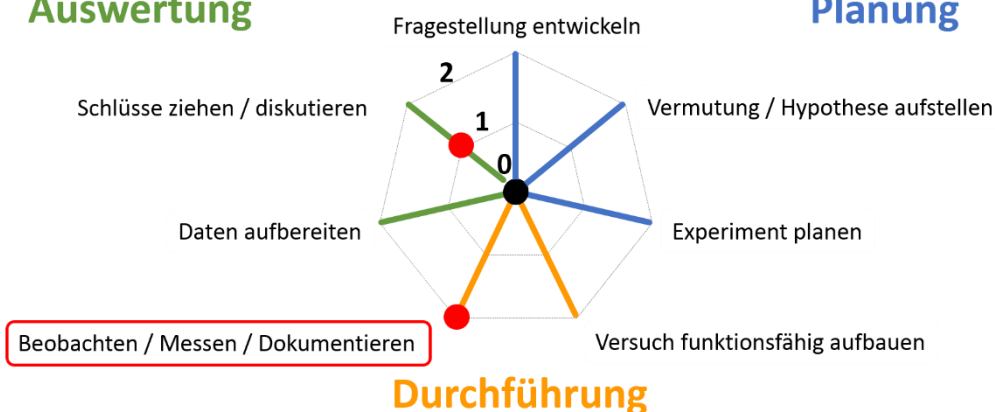 Auswertung
Planung
Fragestellung entwickeln
2
Schlüsse ziehen / diskutieren
Vermutung / Hypothese aufstellen
1
0
Daten aufbereiten
Experiment planen
Beobachten / Messen / Dokumentieren
Versuch funktionsfähig aufbauen
Durchführung